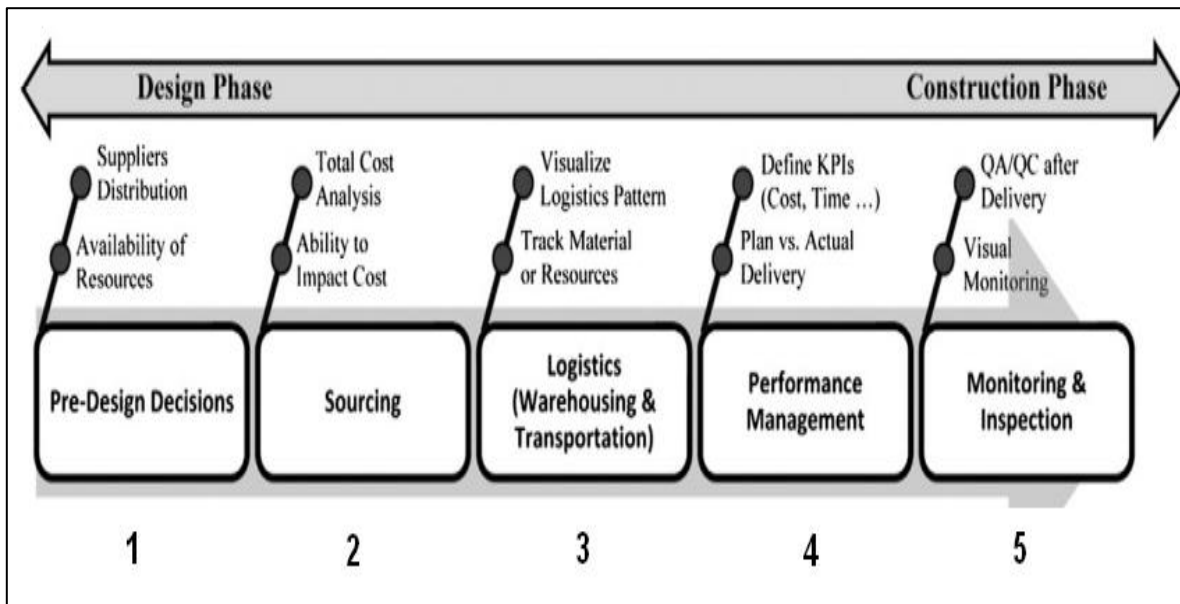 Design Phase
Construction Phase
Suppliers
Distribution
Availability of
Resources
Total Cost
Analysis
Ability to
Impact Cost
Visualize
Logistics Pattern
Track Material
or Resources
Define KPIs
(Cost, Time ...)
Plan vs. Actual
Delivery
QA/QC after
Delivery
Visual
Monitoring
Pre-Design Decisions
Sourcing
Logistics
(Warehousing &
Transportation)
Performance
Management
Monitoring &
Inspection
1
2
3
4
5